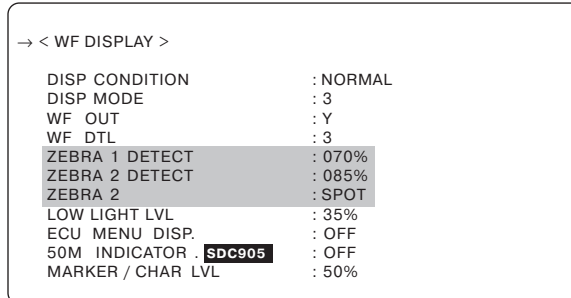 → < WF DISPLAY >
DISP CONDITION : NORMAL
DISP MODE : 3
WF OUT : Y
WF DTL : 3
ZEBRA 1 DETECT : 070%
ZEBRA 2 DETECT : 085%
ZEBRA 2 : SPOT
LOW LIGHT LVL : 35%
ECU MENU DISP. : OFF
50M INDICATOR . SDC905 : OFF
MARKER / CHAR LVL : 50%